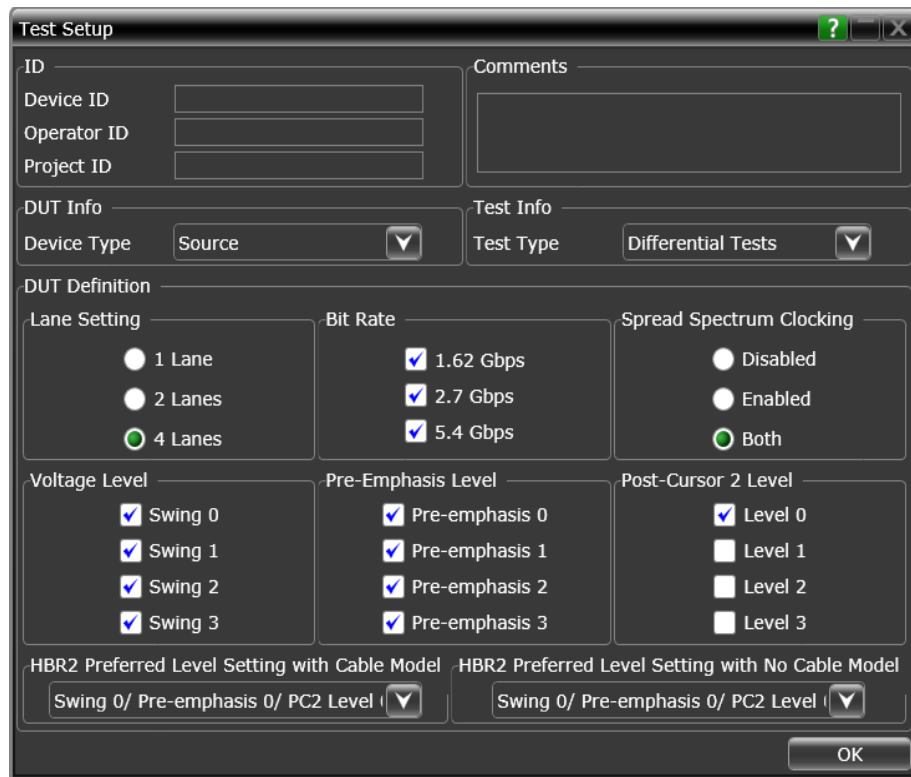 Test Setup
?
X
ID
Device ID
Operator ID
Project ID
Comments
DUT Info
Device Type
Source
Test Info
Test Type
Differential Tests
DUT Definition
Lane Setting
1 Lane
2 Lanes
4 Lanes
Bit Rate
1.62 Gbps
2.7 Gbps
5.4 Gbps
Spread Spectrum Clocking
Disabled
Enabled
Both
Voltage Level
Swing 0
Swing 1
Swing 2
Swing 3
Pre-Emphasis Level
Pre-emphasis 0
Pre-emphasis 1
Pre-emphasis 2
Pre-emphasis 3
Post-Cursor 2 Level
Level 0
Level 1
Level 2
Level 3
HBR2 Preferred Level Setting with Cable Model
Swing 0/ Pre-emphasis 0/ PC2 Level
HBR2 Preferred Level Setting with No Cable Model
Swing 0/ Pre-emphasis 0/ PC2 Level
OK